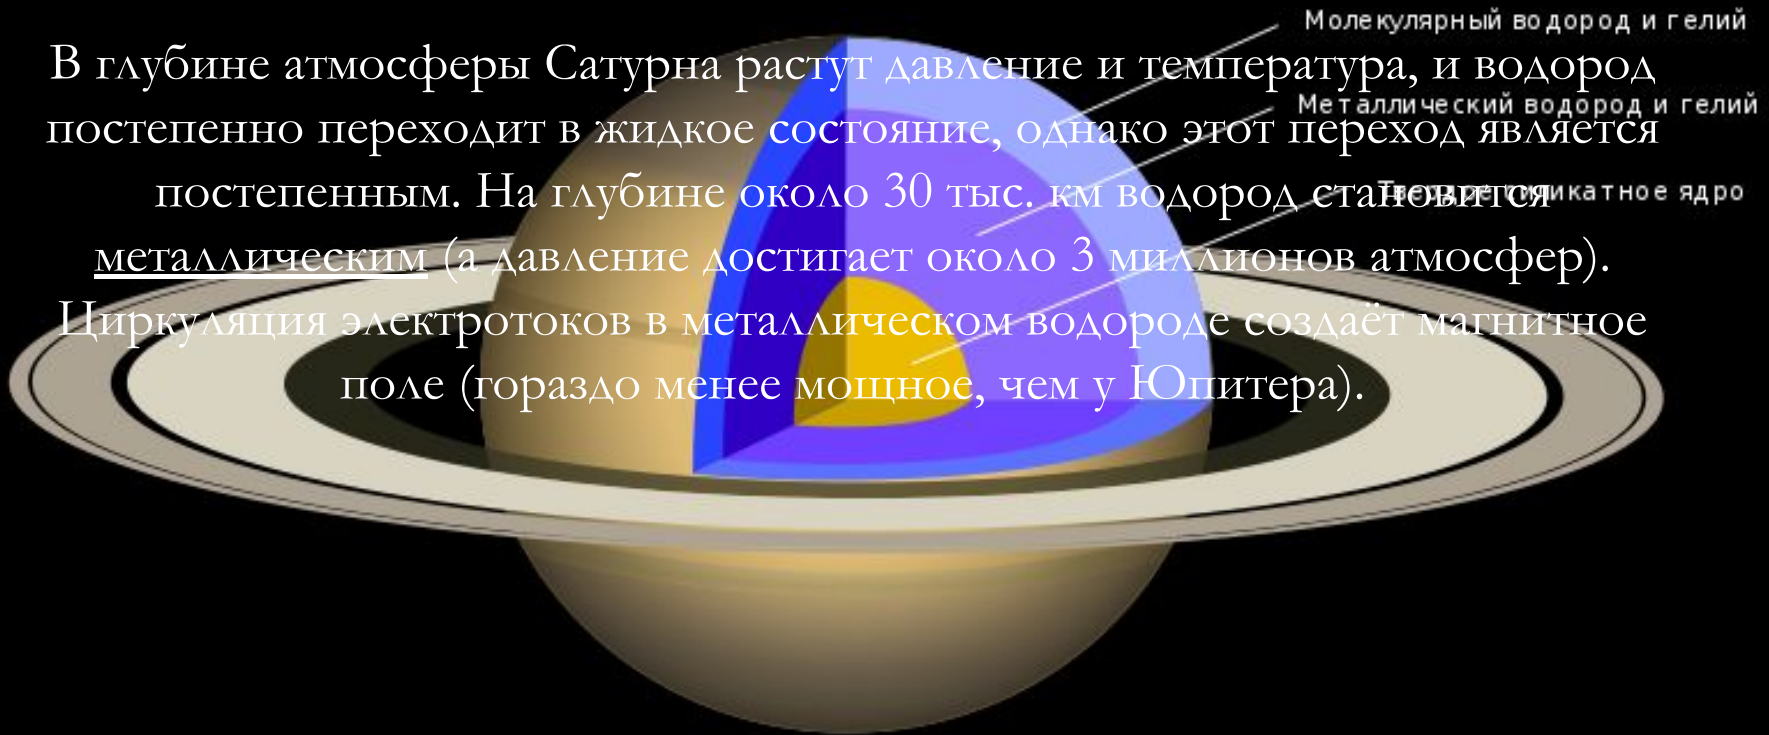 Молекулярный водород и гелий
В глубине атмосферы Сатурна растут давление и температура, и водород
Металлический водород и гелий
постепенно переходит в жидкое состояние, однако этот переход является
постепенным. На глубине около 30 тыс. км водород становится
ядро
металлическим (а давление достигает около 3 миллионов атмосфер).
Циркуляция электротоков в металлическом водороде создаёт магнитное
поле (гораздо менее мощное, чем у Юпитера).